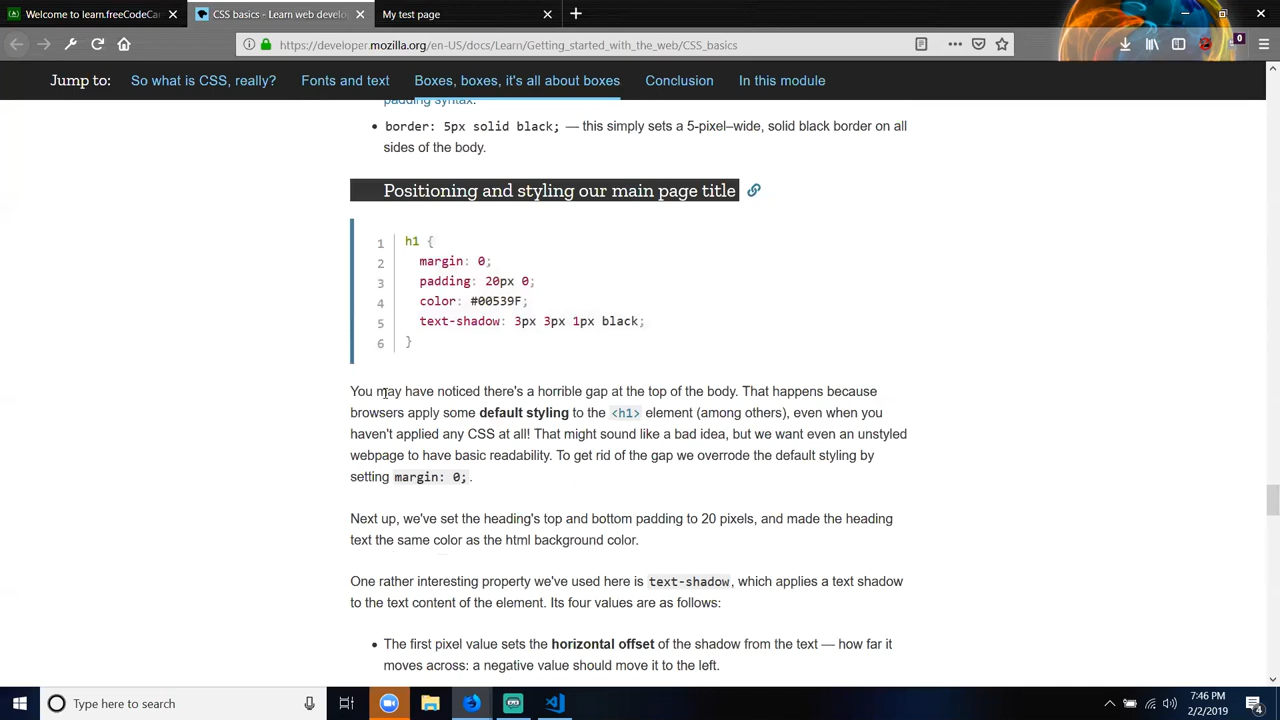 Welcome to learn.freeCodeCa
CSS basics - Learn web develo
My test page
https://developer.mozilla.org/en-US/docs/Learn/Getting_started_with_the_web/CSS_basics
0
Jump to: So what is CSS, really? Fonts and text Boxes, boxes, it's all about boxes Conclusion In this module
padding syntax.
• border: 5px solid black; — this simply sets a 5-pixel–wide, solid black border on all
sides of the body.
Positioning and styling our main page title
1 h1 {
2 margin: 0;
3 padding: 20px 0;
4 color: #00539F;
5 text-shadow: 3px 3px 1px black;
6 }
You may have noticed there's a horrible gap at the top of the body. That happens because
browsers apply some default styling to the <h1> element (among others), even when you
haven't applied any CSS at all! That might sound like a bad idea, but we want even an unstyled
webpage to have basic readability. To get rid of the gap we overrode the default styling by
setting margin: 0;.
Next up, we've set the heading's top and bottom padding to 20 pixels, and made the heading
text the same color as the html background color.
One rather interesting property we've used here is text-shadow, which applies a text shadow
to the text content of the element. Its four values are as follows:
• The first pixel value sets the horizontal offset of the shadow from the text — how far it
moves across: a negative value should move it to the left.
Type here to search
7:46 PM
2/2/2019
4